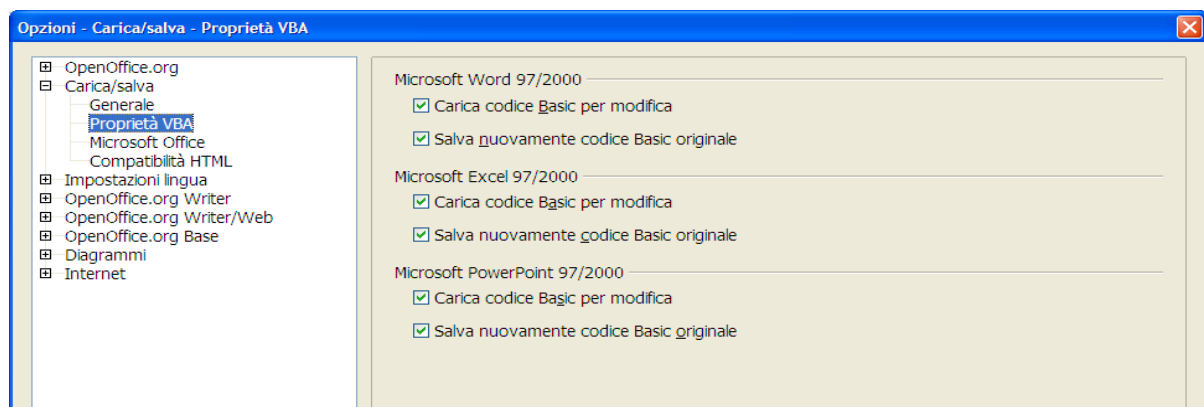 Opzioni - Carica/salva - Proprietà VBA
OpenOffice.org
Carica/salva
Generale
Proprietà VBA
Microsoft Office
Compatibilità HTML
Impostazioni lingua
OpenOffice.org Writer
OpenOffice.org Writer/Web
OpenOffice.org Base
Diagrammi
Internet
Microsoft Word 97/2000
Carica codice Basic per modifica
Salva nuovamente codice Basic originale
Microsoft Excel 97/2000
Carica codice Basic per modifica
Salva nuovamente codice Basic originale
Microsoft PowerPoint 97/2000
Carica codice Basic per modifica
Salva nuovamente codice Basic originale